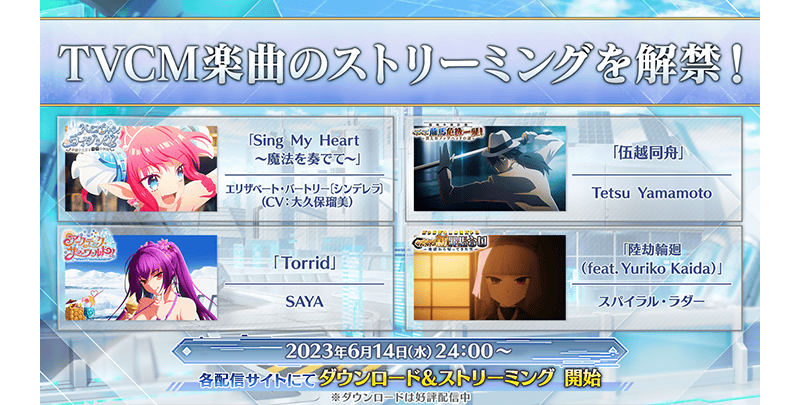 TVCM楽曲のストリーミングを解禁！
「Sing My Heart
～魔法を奏でて～」
エリザベート・バートリー〔シンデレラ〕
（CV：大久保瑠美）
「伍越同舟」
Tetsu Yamamoto
「Torrid」
SAYA
「陸劫輪廻
（feat. Yuriko Kaida）」
スパイラル・ラダー
2023年6月14日（水）24：00～
各配信サイトにてダウンロード&ストリーミング 開始
※ダウンロードは好評配信中